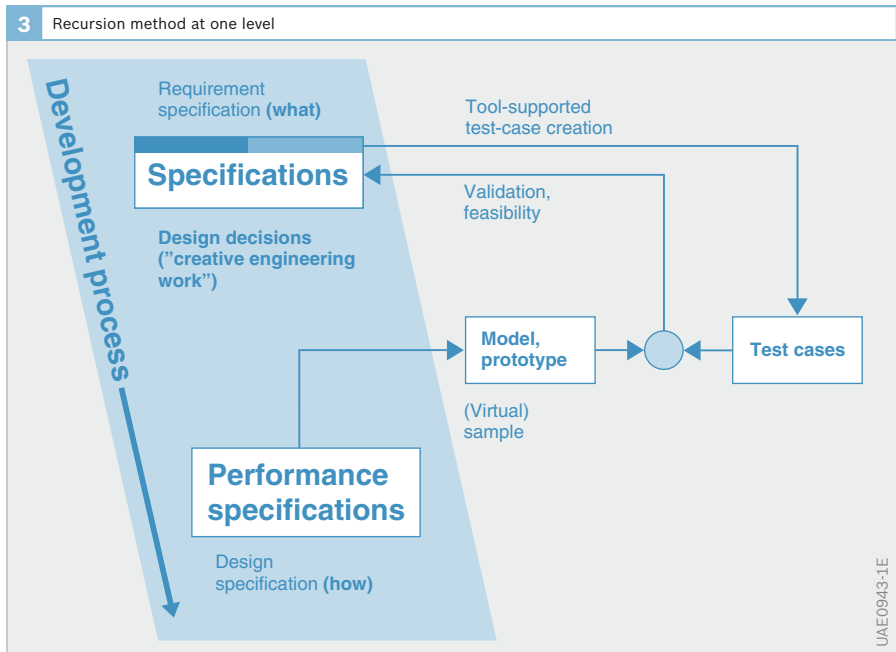 3 Recursion method at one level
Development process
Requirement
specification (what)
Specifications
Design decisions
(”creative engineering
work”)
Tool-supported
test-case creation
Validation,
feasibility
Model,
prototype
Test cases
(Virtual)
sample
Performance
specifications
Design
specification (how)
UAE0943-1E